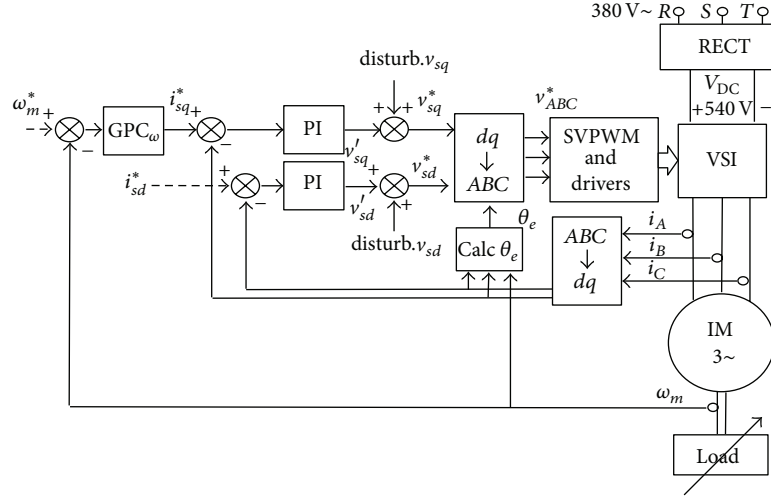 380 V~ R S T
RECT
V_DC
+540 V −
disturb.v_sq
ω*_m + −
GPC_ω
i*_sq + −
PI
v'_sq + +
v*_sq
dq
↓
ABC
v*_ABC
SVPWM
and
drivers
VSI
i*_sd + −
PI
v'_sd + +
v*_sd
disturb.v_sd
θ_e
Calc θ_e
ABC
↓
dq
i_A
i_B
i_C
IM
3~
ω_m
Load